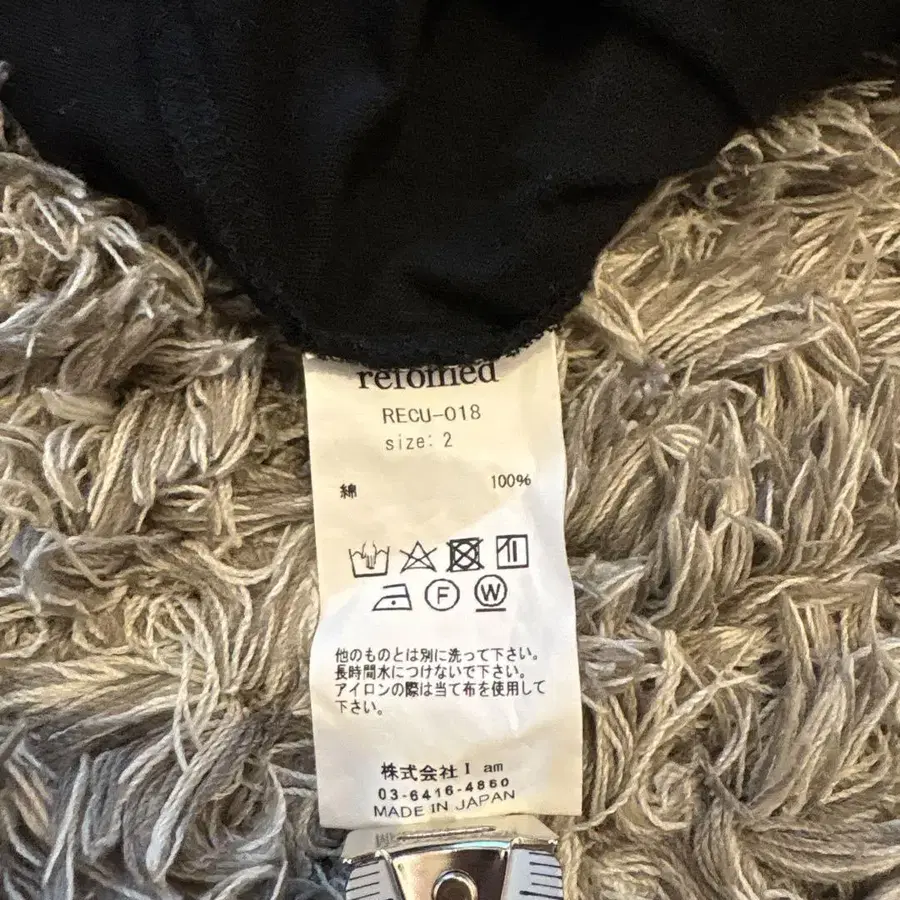 refomed
RECU-018
size: 2
綿 100%
F W
他のものとは別に洗って下さい。
長時間水につけないで下さい。
アイロンの際は当て布を使用して
下さい。
株式会社I am
03-6416-4860
MADE IN JAPAN